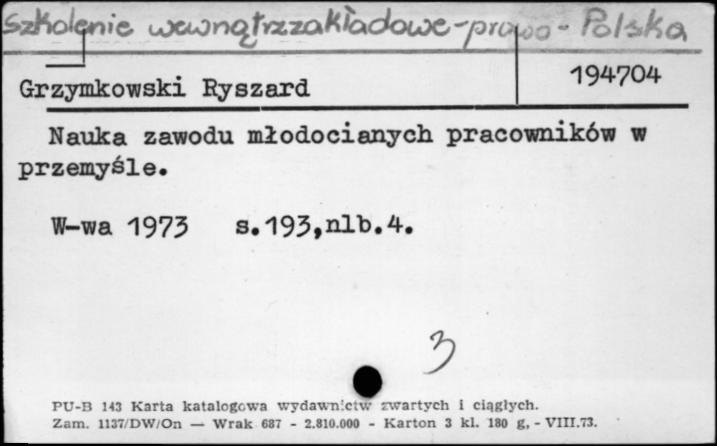 Szkolenie wewnątrzzakładowe-prawo-Polska
194704
Grzymkowski Ryszard
Nauka zawodu młodocianych pracowników w
przemyśle.
W-wa 1973 s.193,nlb.4.
3
PU-B 143 Karta katalogowa wydawnictw zwartych i ciągłych.
Zam. 1137/DW/On — Wrak 687 - 2.810.000 - Karton 3 kl. 180 g, - VIII.73.